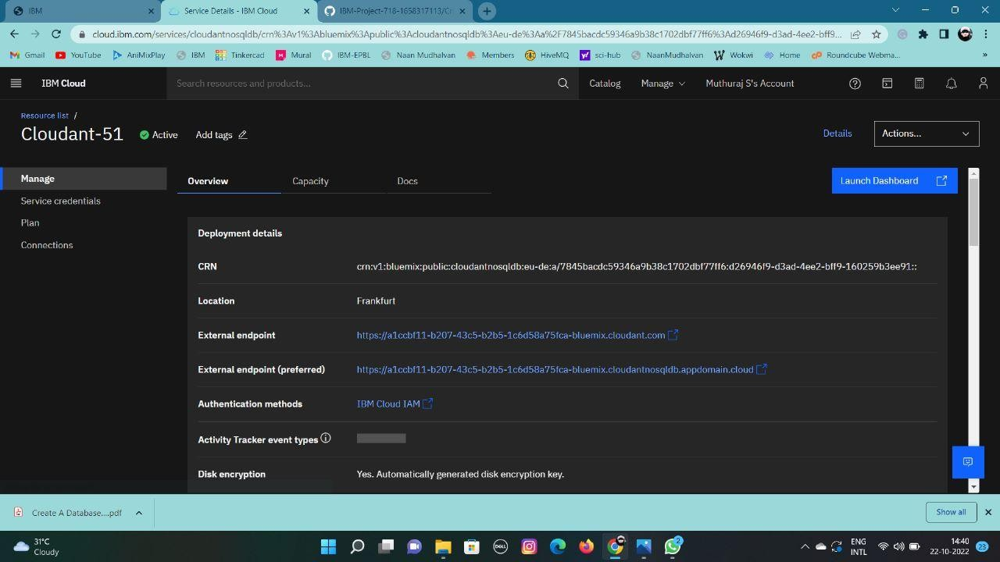 IBM
Service Details - IBM Cloud
IBM-Project-718-1658317113/Cr
cloud.ibm.com/services/cloudantnosqldb/crn%3Av1%3Abluemix%3Apublic%3Acloudantnosqldb%3Aeu-de%3Aa%2F7845bacdc59346a9b38c1702dbf77ff6%3Ad26946f9-d3ad-4ee2-bff9...
Gmail YouTube AniMixPlay IBM Tinkercad Mural IBM-EPBL Naan Mudhalvan Members HiveMQ sci-hub NaanMudhalvan Wokwi Home Roundcube Webma... »
IBM Cloud Search resources and products... Catalog Manage Muthuraj S's Account
Resource list /
Cloudant-51 Active Add tags Details Actions...
Manage
Service credentials
Plan
Connections
Overview Capacity Docs Launch Dashboard
Deployment details
CRN crn:v1:bluemix:public:cloudantnosqldb:eu-de:a/7845bacdc59346a9b38c1702dbf77ff6:d26946f9-d3ad-4ee2-bff9-160259b3ee91::
Location Frankfurt
External endpoint https://a1ccbf11-b207-43c5-b2b5-1c6d58a75fca-bluemix.cloudant.com
External endpoint (preferred) https://a1ccbf11-b207-43c5-b2b5-1c6d58a75fca-bluemix.cloudantnosqldb.appdomain.cloud
Authentication methods IBM Cloud IAM
Activity Tracker event types
Disk encryption Yes. Automatically generated disk encryption key.
Create A Database....pdf Show all
31°C
Cloudy
DELL
2
ENG
INTL
14:40
22-10-2022
23